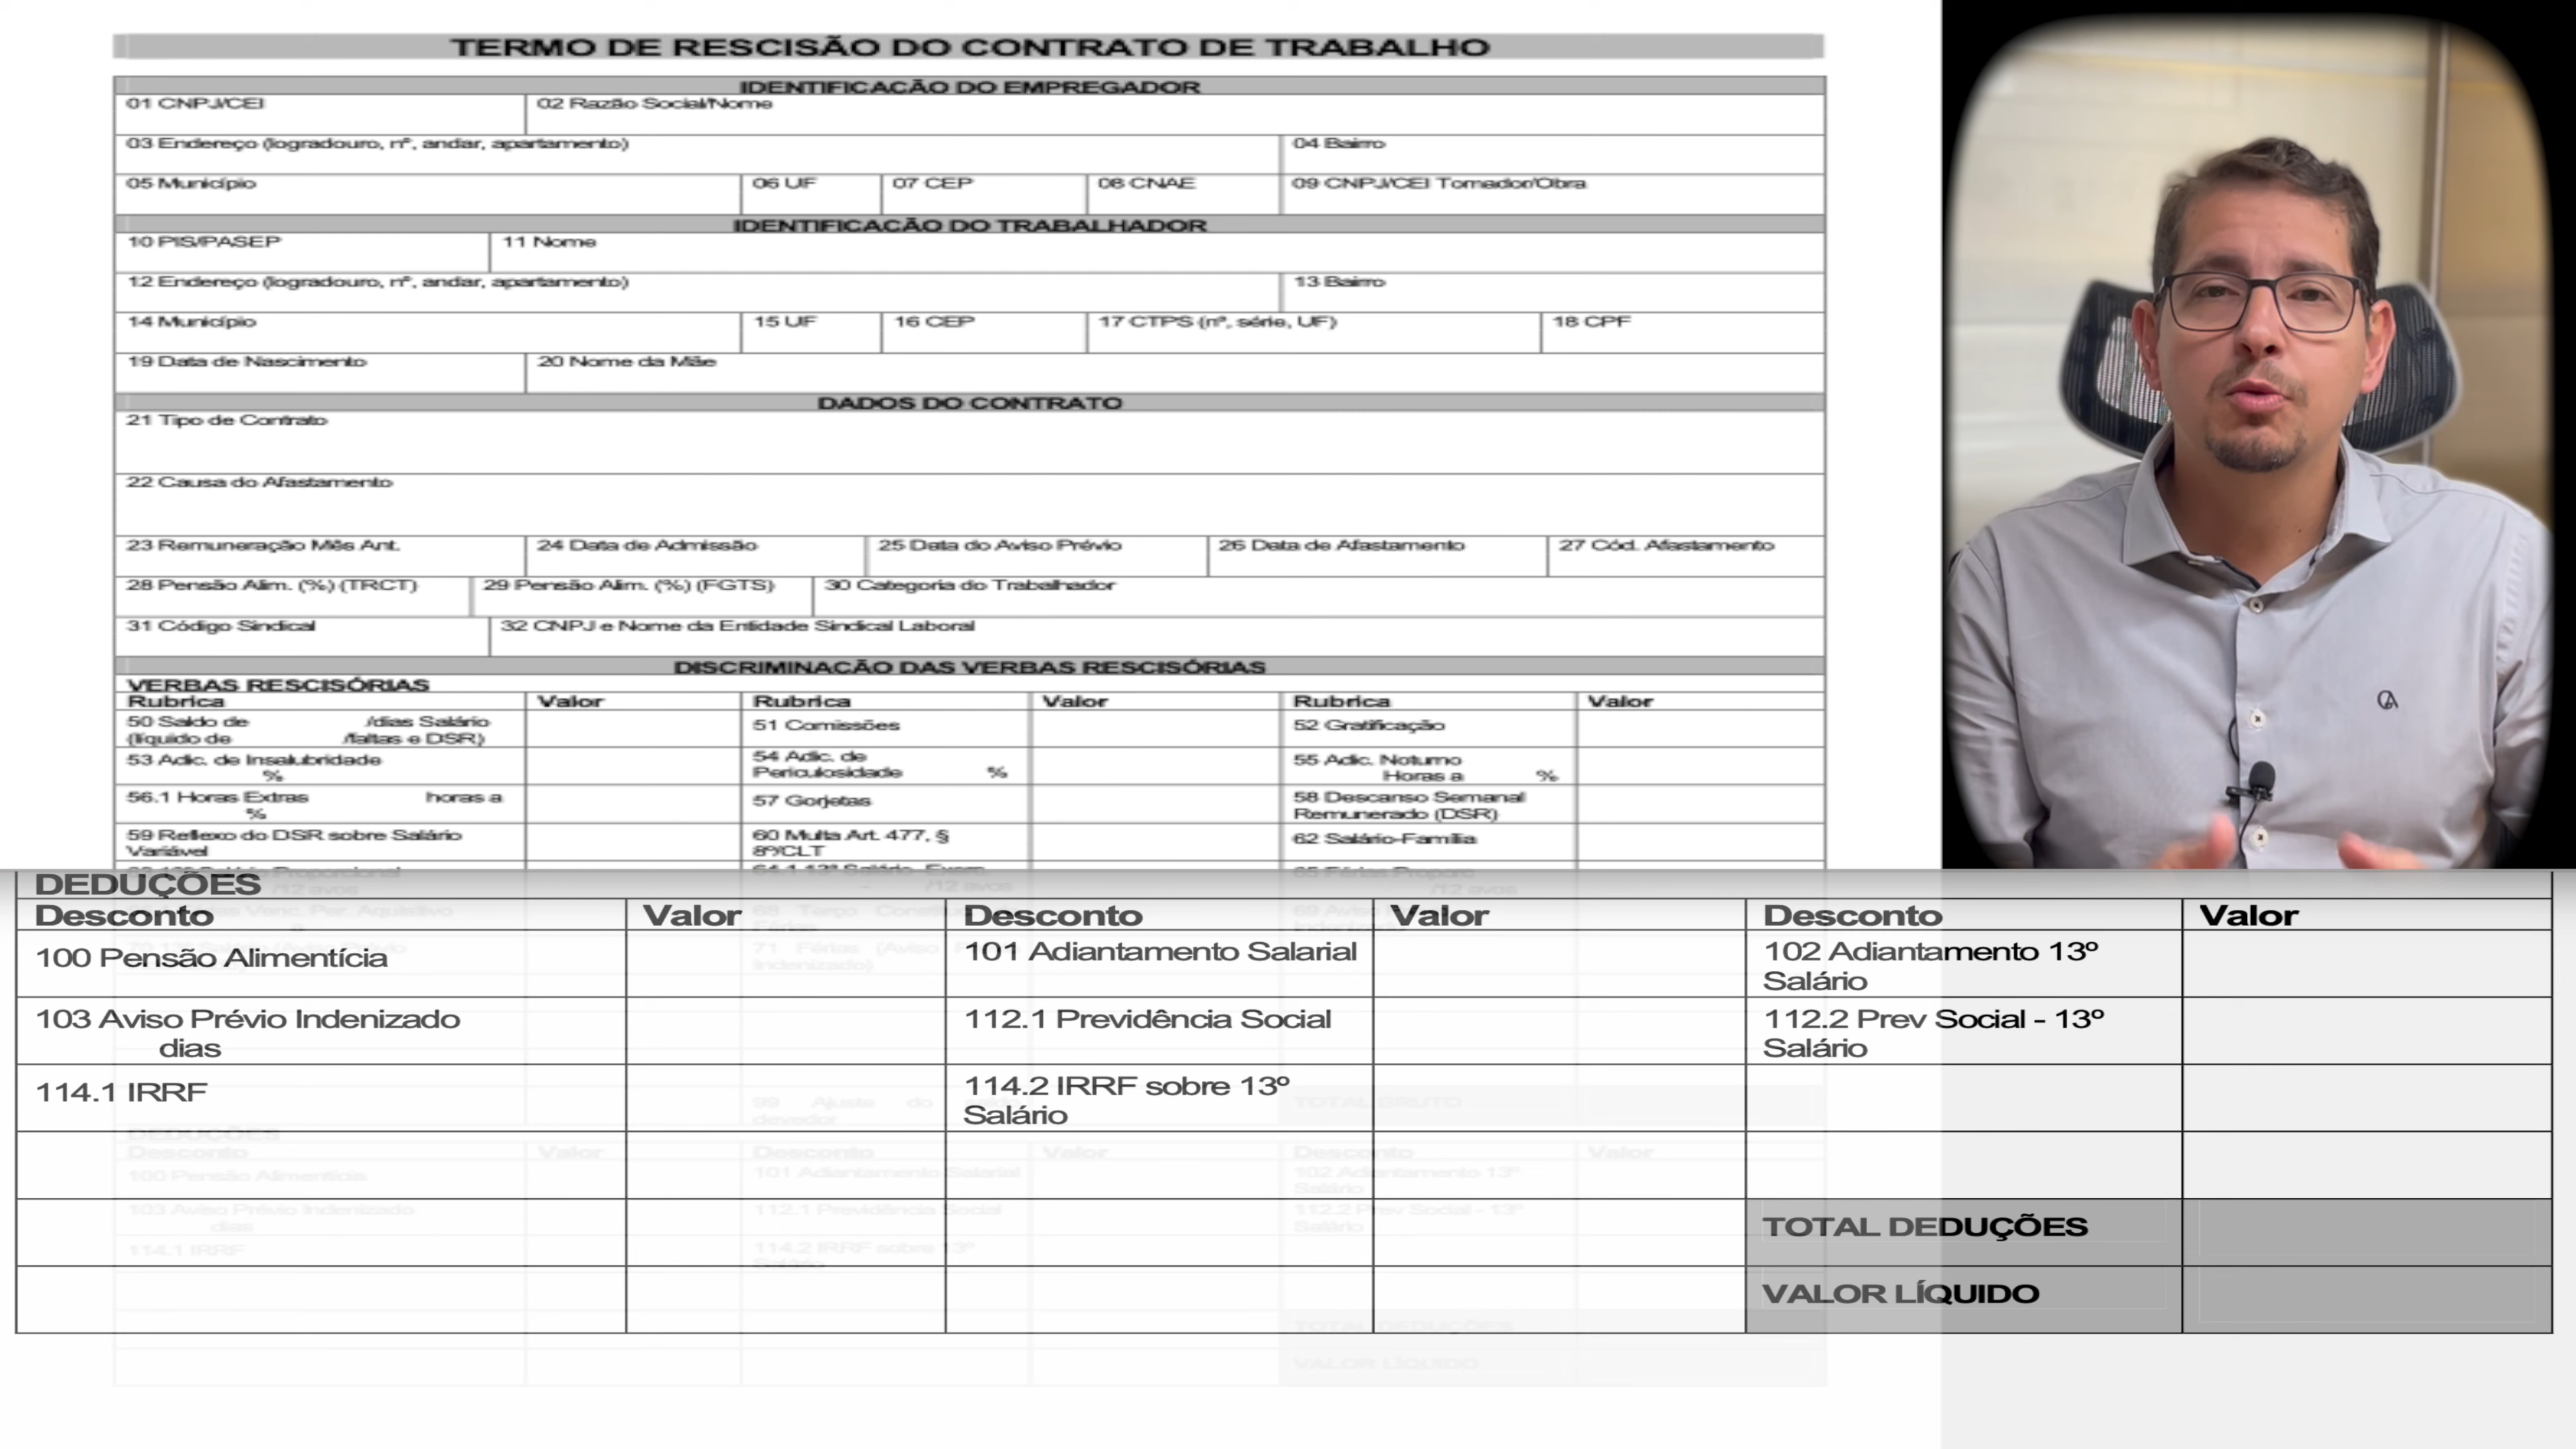 TERMO DE RESCISÃO DO CONTRATO DE TRABALHO
IDENTIFICAÇÃO DO EMPREGADOR
01 CNPJ/CEI 02 Razão Social/Nome
03 Endereço (logradouro, nº, andar, apartamento) 04 Bairro
05 Município 06 UF 07 CEP 08 CNAE 09 CNPJ/CEI Tomador/Obra
IDENTIFICAÇÃO DO TRABALHADOR
10 PIS/PASEP 11 Nome
12 Endereço (logradouro, nº, andar, apartamento) 13 Bairro
14 Município 15 UF 16 CEP 17 CTPS (nº, série, UF) 18 CPF
19 Data de Nascimento 20 Nome da Mãe
DADOS DO CONTRATO
21 Tipo de Contrato
22 Causa do Afastamento
23 Remuneração Mês Ant. 24 Data de Admissão 25 Data do Aviso Prévio 26 Data de Afastamento 27 Cód. Afastamento
28 Pensão Alim. (%) (TRCT) 29 Pensão Alim. (%) (FGTS) 30 Categoria do Trabalhador
31 Código Sindical 32 CNPJ e Nome da Entidade Sindical Laboral
DISCRIMINAÇÃO DAS VERBAS RESCISÓRIAS
VERBAS RESCISÓRIAS
Rubrica Valor Rubrica Valor Rubrica Valor
50 Saldo de /dias Salário
(líquido de /faltas e DSR)
51 Comissões
52 Gratificação
53 Adic. de Insalubridade
%
54 Adic. de
Periculosidade %
55 Adic. Noturno
Horas a %
56.1 Horas Extras horas a
%
57 Gorjetas
58 Descanso Semanal
Remunerado (DSR)
59 Reflexo do DSR sobre Salário
Variável
60 Multa Art. 477, §
8º/CLT
62 Salário-Família
DEDUÇÕES
Desconto Valor Desconto Valor Desconto Valor
100 Pensão Alimentícia
101 Adiantamento Salarial
102 Adiantamento 13º
Salário
103 Aviso Prévio Indenizado
dias
112.1 Previdência Social
112.2 Prev Social - 13º
Salário
114.1 IRRF
114.2 IRRF sobre 13º
Salário
TOTAL DEDUÇÕES
VALOR LÍQUIDO